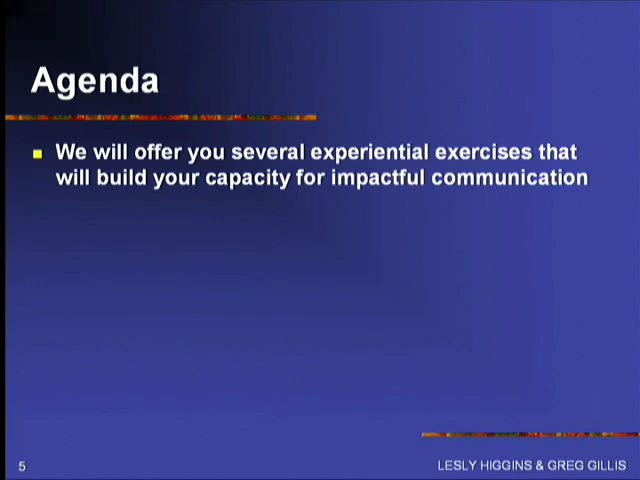 Agenda
We will offer you several experiential exercises that
will build your capacity for impactful communication
5
LESLY HIGGINS & GREG GILLIS